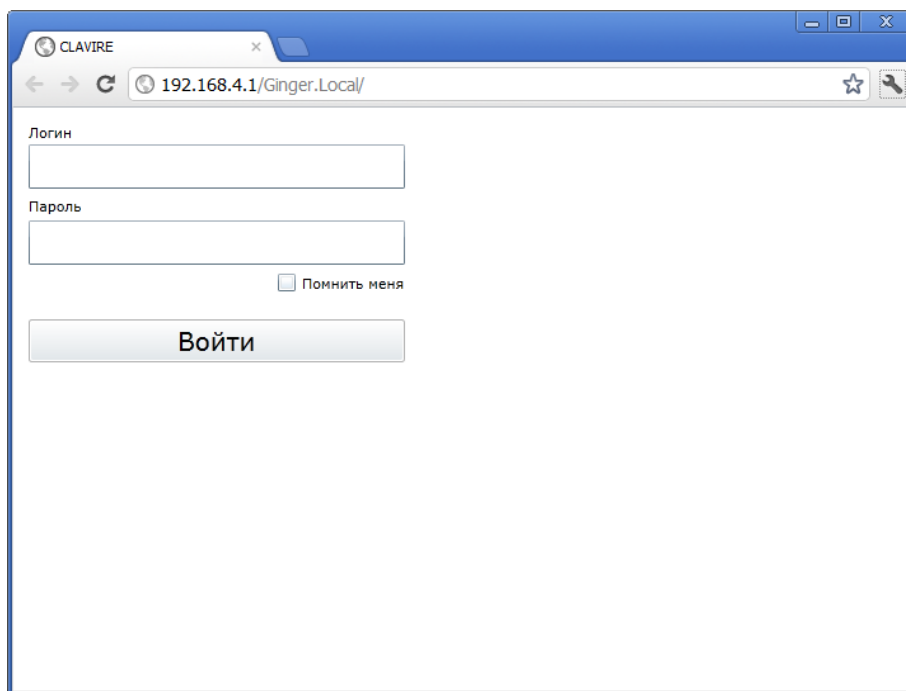 CLAVIRE
192.168.4.1/Ginger.Local/
Логин
Пароль
Помнить меня
Войти